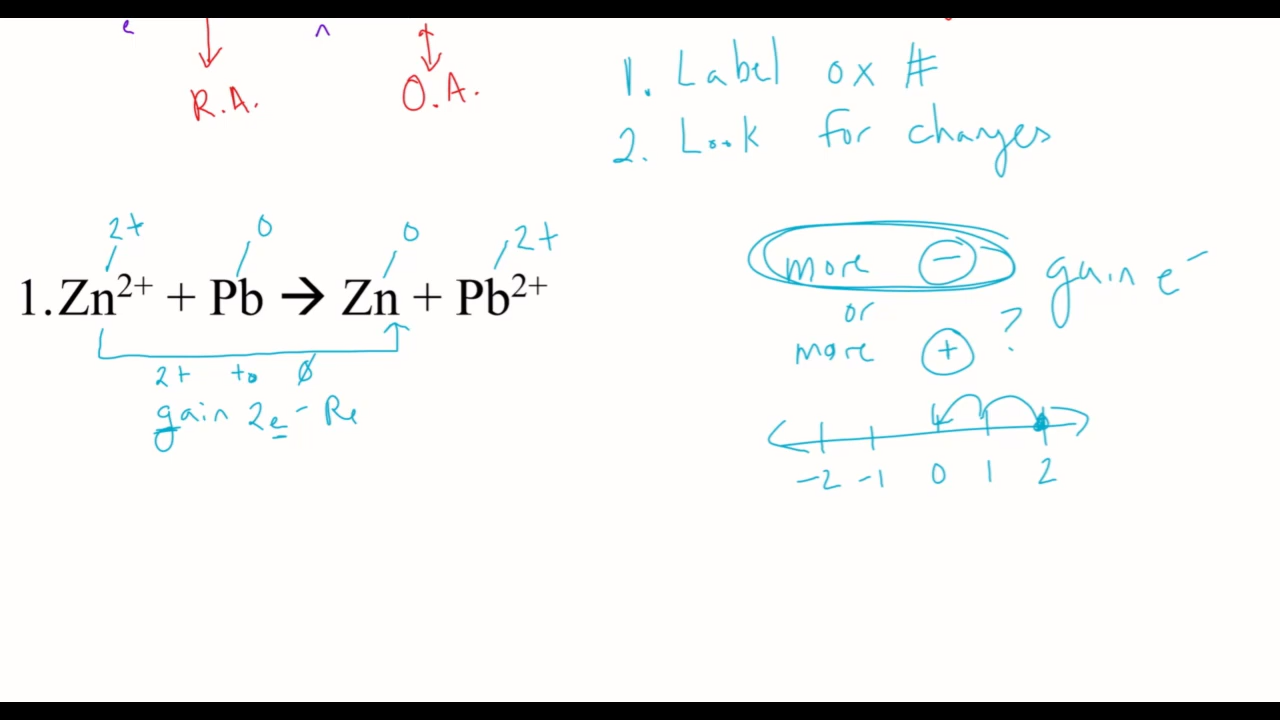 e n
R.A. O.A.
1. Label ox #
2. Look for changes
2+ 0 0 2+
1. Zn²⁺ + Pb → Zn + Pb²⁺
2+ to 0
gain 2e⁻ Re
more − gain e⁻
or
more + ?
-2 -1 0 1 2